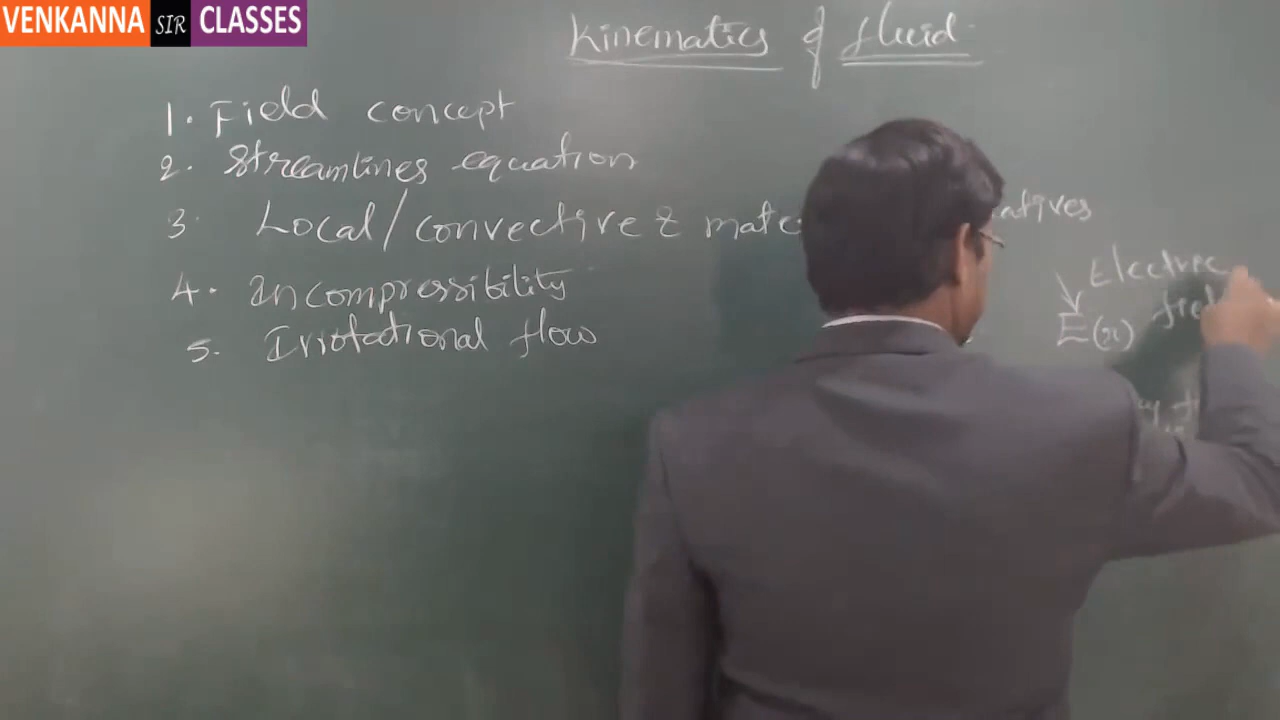 VENKANNA SIR CLASSES
Kinematics of fluid
1. Field concept
2. Streamlines equation
3. Local/convective & mate
4. Incompressibility
5. Irrotational flow
Electric
E(x)